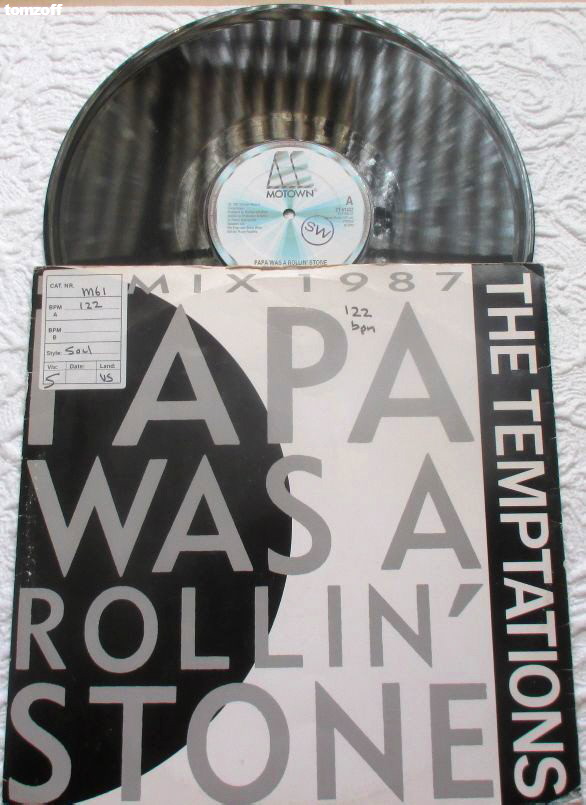 tomzoff
MOTOWN
A
SW
PAPA WAS A ROLLIN' STONE
MIX 1987
CAT. NR. M61
BPM A 122
BPM B
Style: Soul
Vis: 5 Date: Land: US
122
bpm
PAPA
WAS A
ROLLIN'
STONE
THE TEMPTATIONS